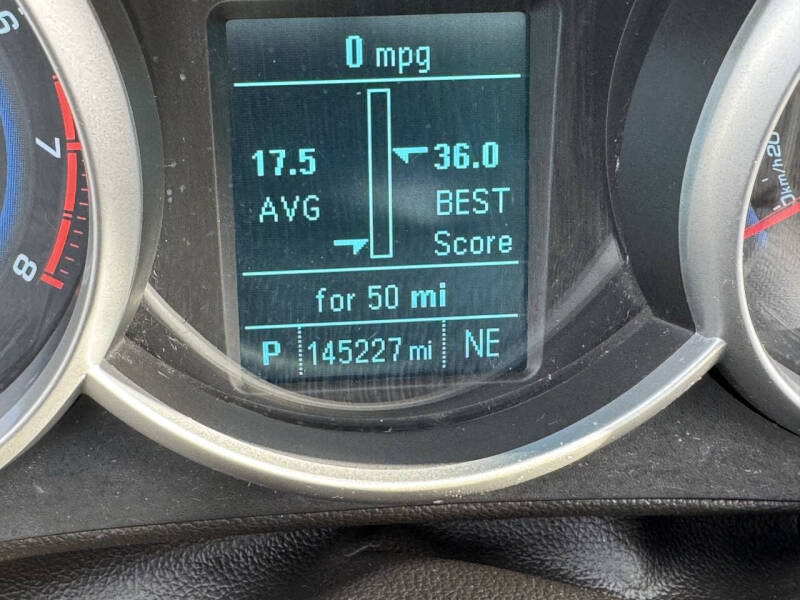 0 mpg
17.5 36.0
AVG BEST
Score
for 50 mi
P 145227 mi NE
6
7
8
20
km/h